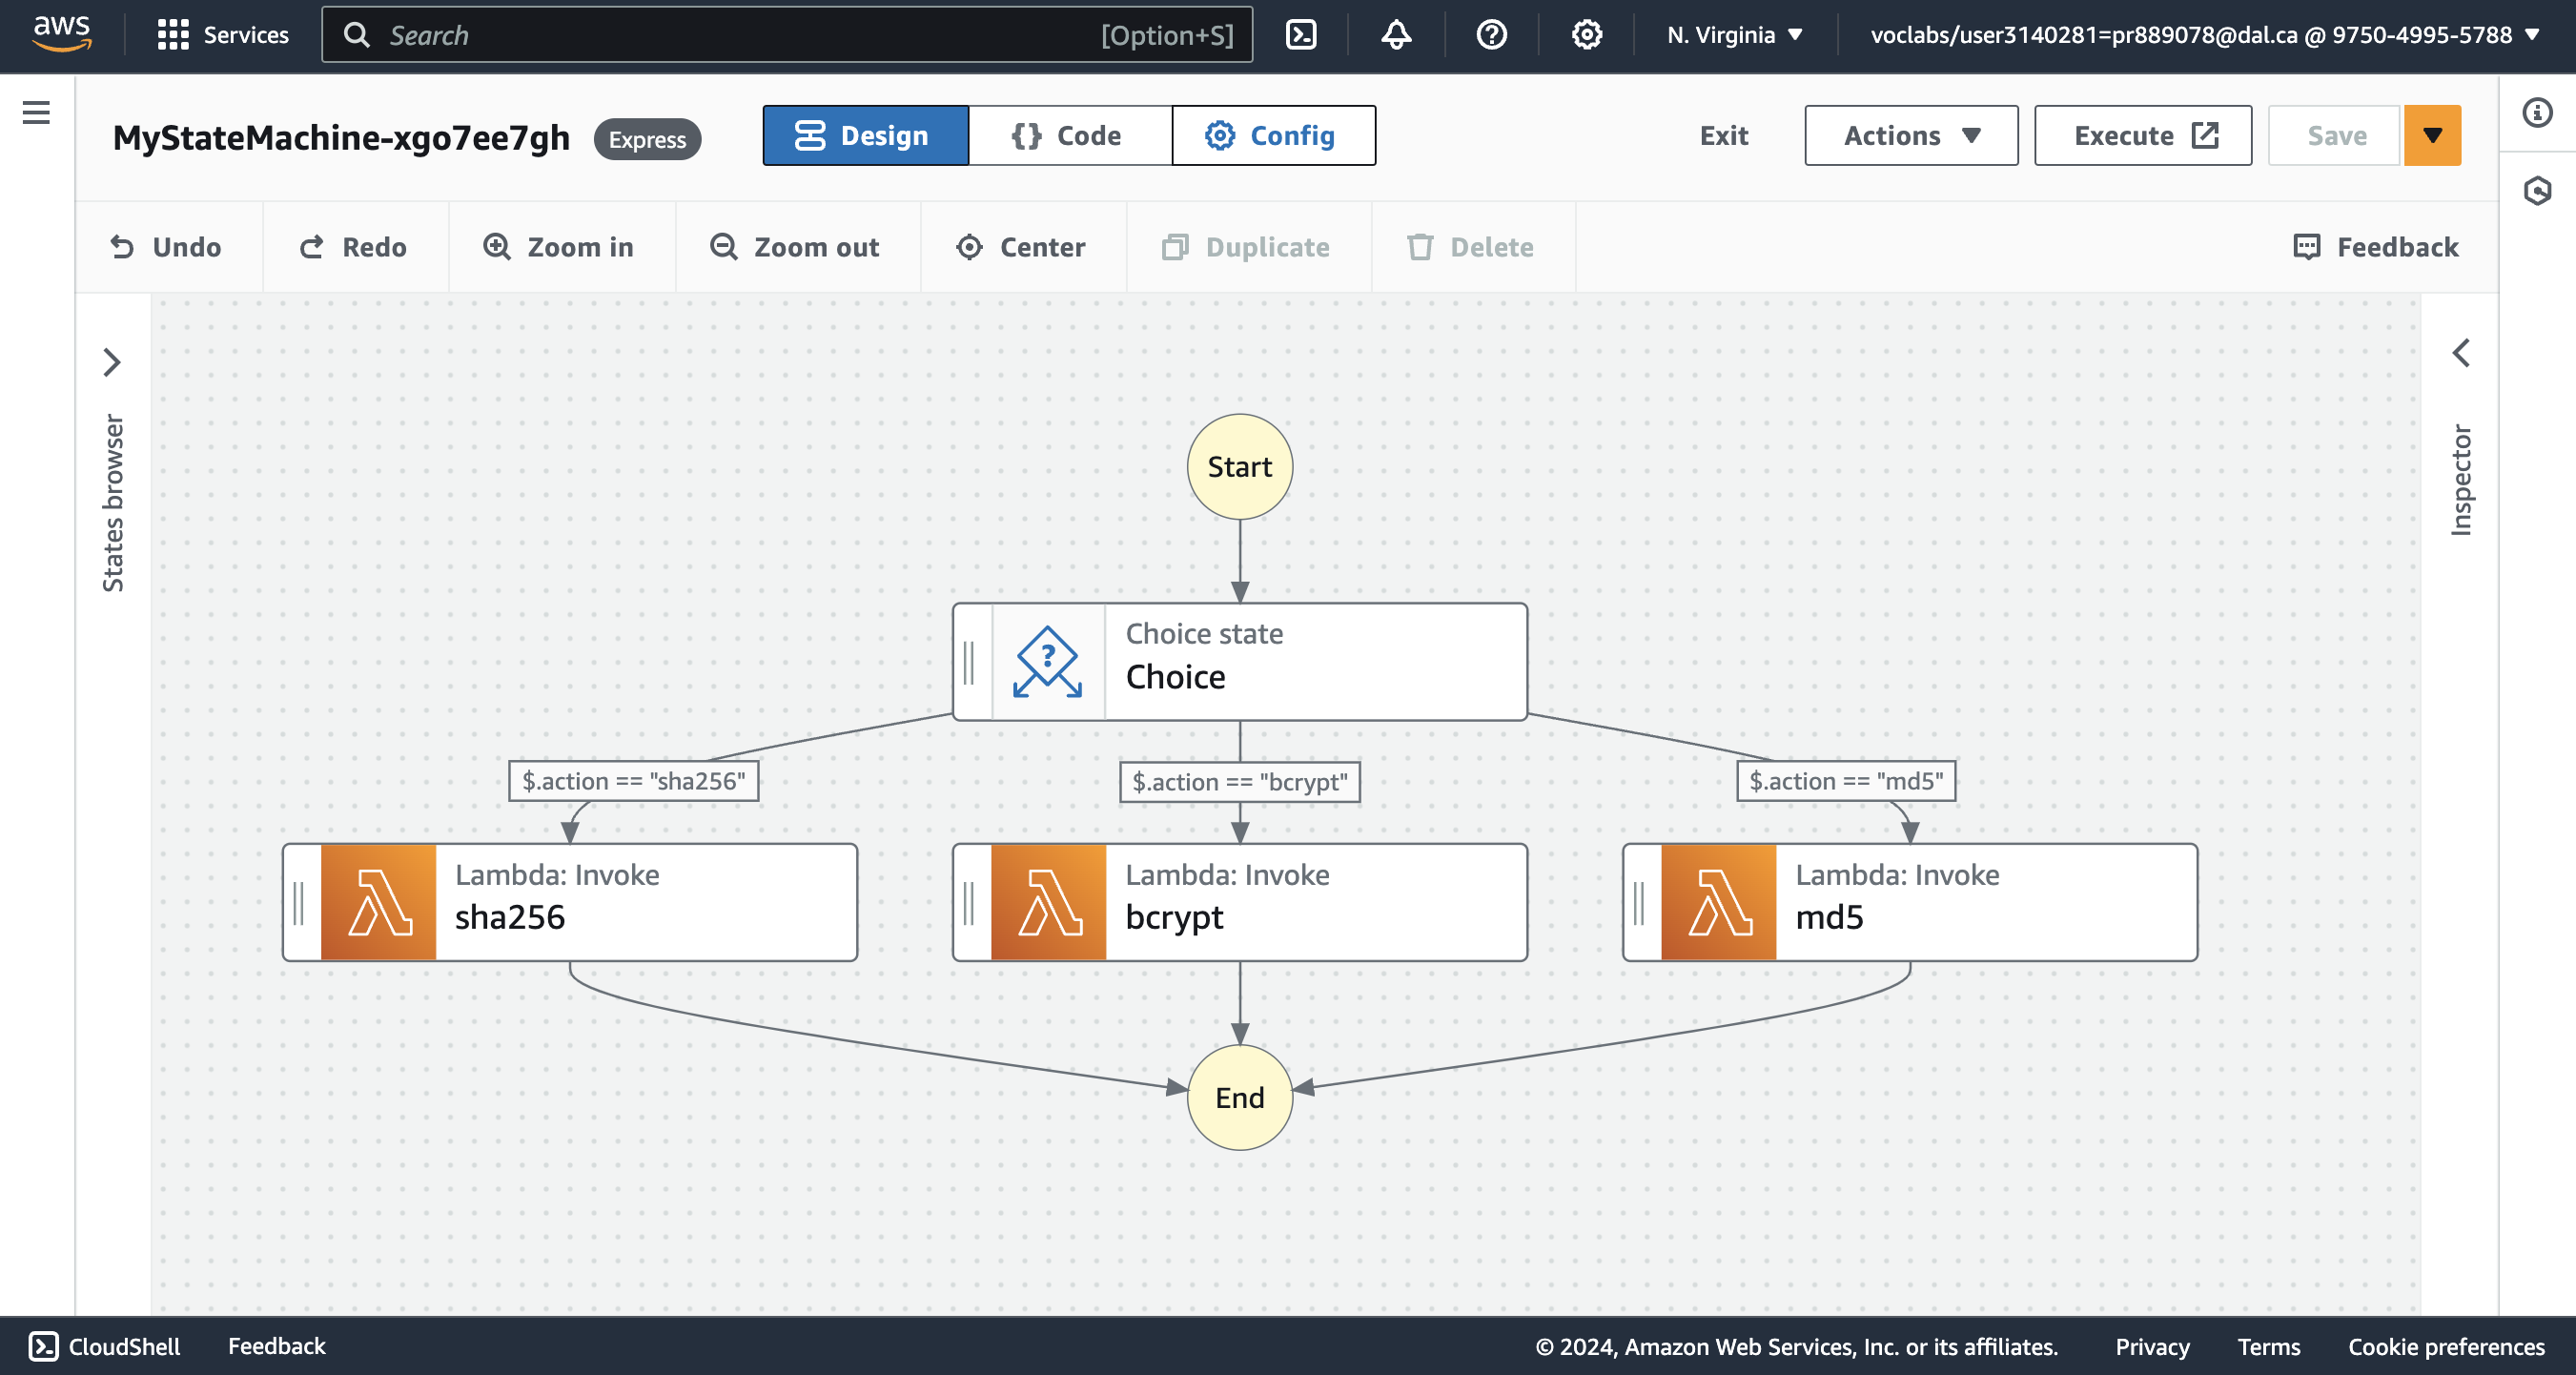 aws Services Search [Option+S] N. Virginia voclabs/user3140281=pr889078@dal.ca @ 9750-4995-5788
MyStateMachine-xgo7ee7gh Express Design Code Config Exit Actions Execute Save
Undo Redo Zoom in Zoom out Center Duplicate Delete Feedback
States browser
Inspector
Start
Choice state
Choice
$.action == "sha256" $.action == "bcrypt" $.action == "md5"
Lambda: Invoke
sha256
Lambda: Invoke
bcrypt
Lambda: Invoke
md5
End
CloudShell Feedback © 2024, Amazon Web Services, Inc. or its affiliates. Privacy Terms Cookie preferences